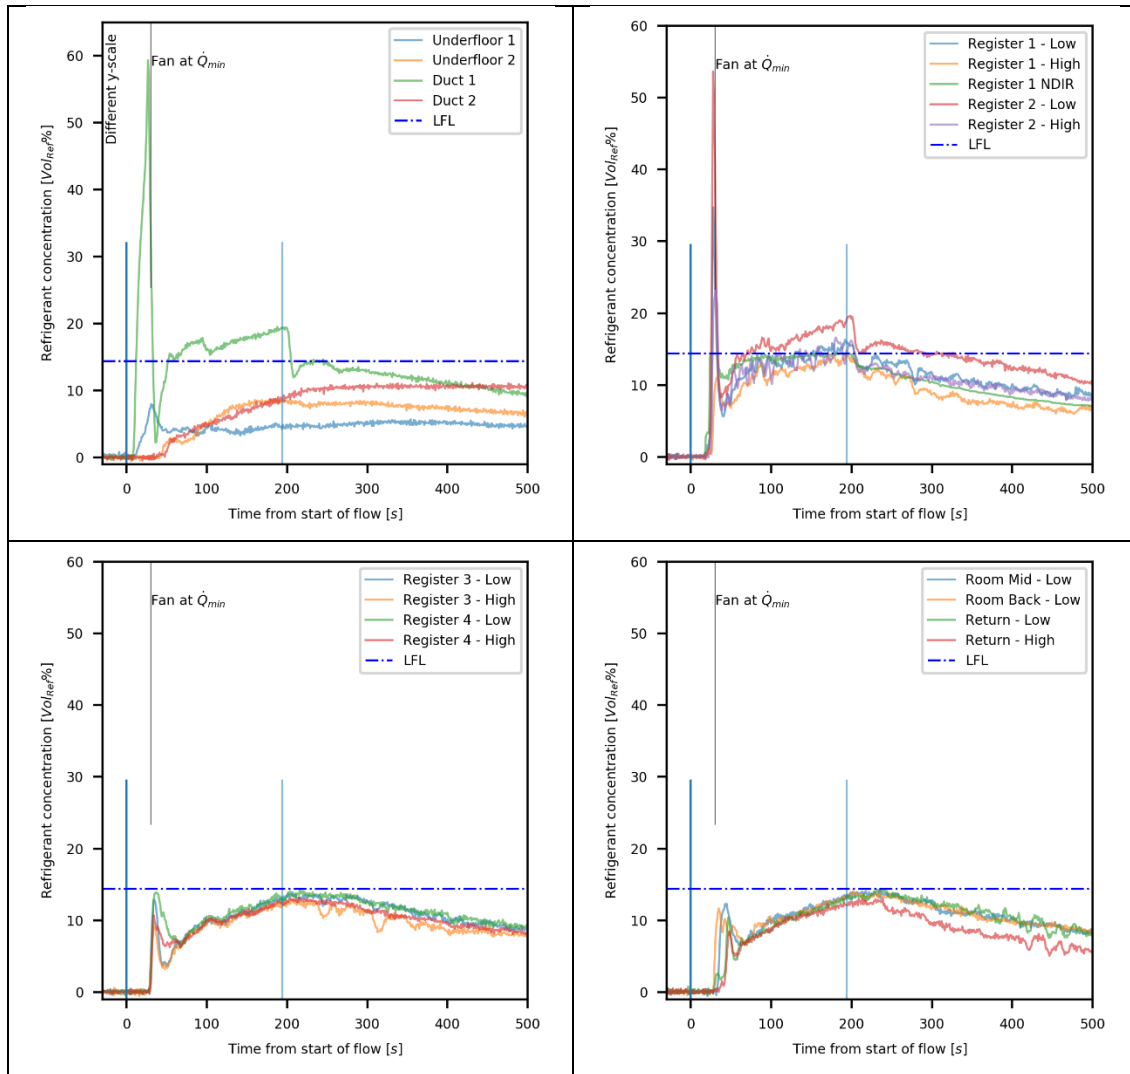 Different y-scale
Fan at Q̇min
Underfloor 1
Underfloor 2
Duct 1
Duct 2
LFL
Refrigerant concentration [VolRef%]
60
50
40
30
20
10
0
0 100 200 300 400 500
Time from start of flow [s]
Fan at Q̇min
Register 1 - Low
Register 1 - High
Register 1 NDIR
Register 2 - Low
Register 2 - High
LFL
Refrigerant concentration [VolRef%]
60
50
40
30
20
10
0
0 100 200 300 400 500
Time from start of flow [s]
Fan at Q̇min
Register 3 - Low
Register 3 - High
Register 4 - Low
Register 4 - High
LFL
Refrigerant concentration [VolRef%]
60
50
40
30
20
10
0
0 100 200 300 400 500
Time from start of flow [s]
Fan at Q̇min
Room Mid - Low
Room Back - Low
Return - Low
Return - High
LFL
Refrigerant concentration [VolRef%]
60
50
40
30
20
10
0
0 100 200 300 400 500
Time from start of flow [s]